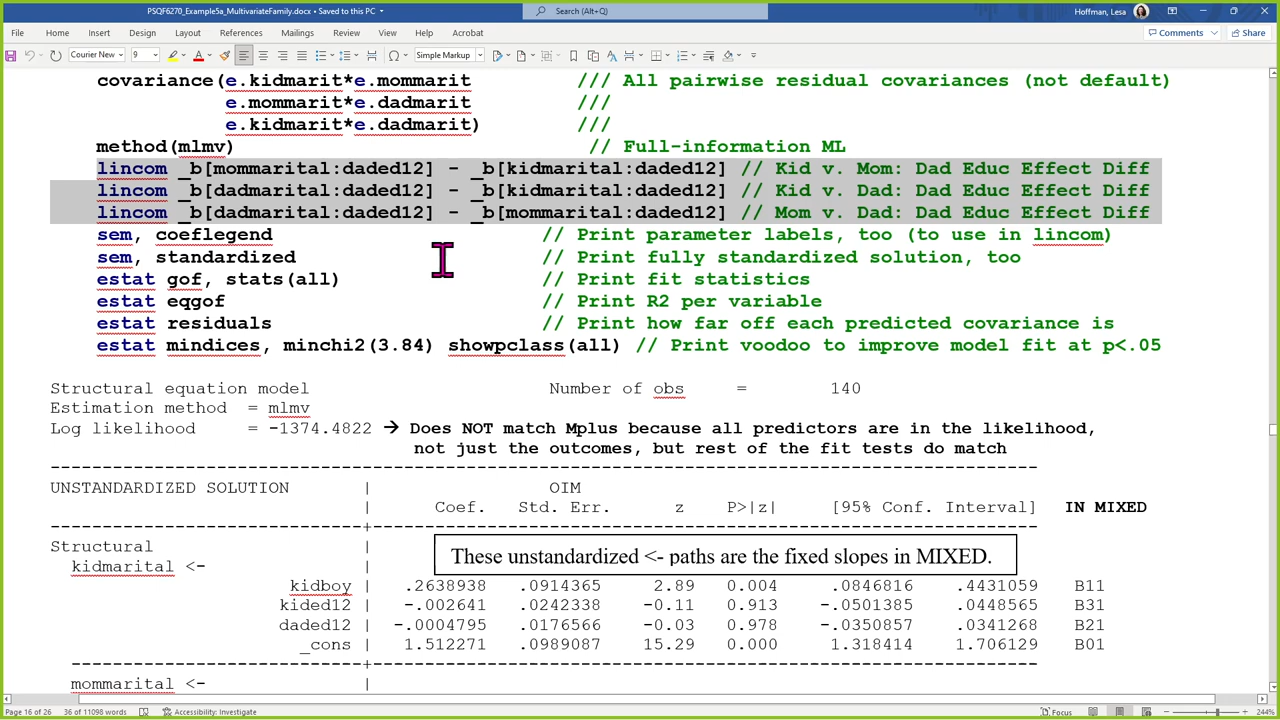 PSQF6270_Example5a_MultivariateFamily.docx • Saved to this PC
Search (Alt+Q)
Hoffman, Lesa
File Home Insert Design Layout References Mailings Review View Help Acrobat
Comments Share
Courier New 9 Simple Markup
covariance(e.kidmarit*e.mommarit /// All pairwise residual covariances (not default)
e.mommarit*e.dadmarit ///
e.kidmarit*e.dadmarit) ///
method(mlmv) // Full-information ML
lincom _b[mommarital:daded12] - _b[kidmarital:daded12] // Kid v. Mom: Dad Educ Effect Diff
lincom _b[dadmarital:daded12] - _b[kidmarital:daded12] // Kid v. Dad: Dad Educ Effect Diff
lincom _b[dadmarital:daded12] - _b[mommarital:daded12] // Mom v. Dad: Dad Educ Effect Diff
sem, coeflegend // Print parameter labels, too (to use in lincom)
sem, standardized // Print fully standardized solution, too
estat gof, stats(all) // Print fit statistics
estat eqgof // Print R2 per variable
estat residuals // Print how far off each predicted covariance is
estat mindices, minchi2(3.84) showpclass(all) // Print voodoo to improve model fit at p<.05
Structural equation model Number of obs = 140
Estimation method = mlmv
Log likelihood = -1374.4822 → Does NOT match Mplus because all predictors are in the likelihood,
not just the outcomes, but rest of the fit tests do match
UNSTANDARDIZED SOLUTION | OIM
| Coef. Std. Err. z P>|z| [95% Conf. Interval] IN MIXED
Structural |
kidmarital <- | These unstandardized <- paths are the fixed slopes in MIXED.
kidboy | .2638938 .0914365 2.89 0.004 .0846816 .4431059 B11
kided12 | -.002641 .0242338 -0.11 0.913 -.0501385 .0448565 B31
daded12 | -.0004795 .0176566 -0.03 0.978 -.0350857 .0341268 B21
_cons | 1.512271 .0989087 15.29 0.000 1.318414 1.706129 B01
mommarital <- |
Page 16 of 26 36 of 11098 words Accessibility: Investigate Focus 244%